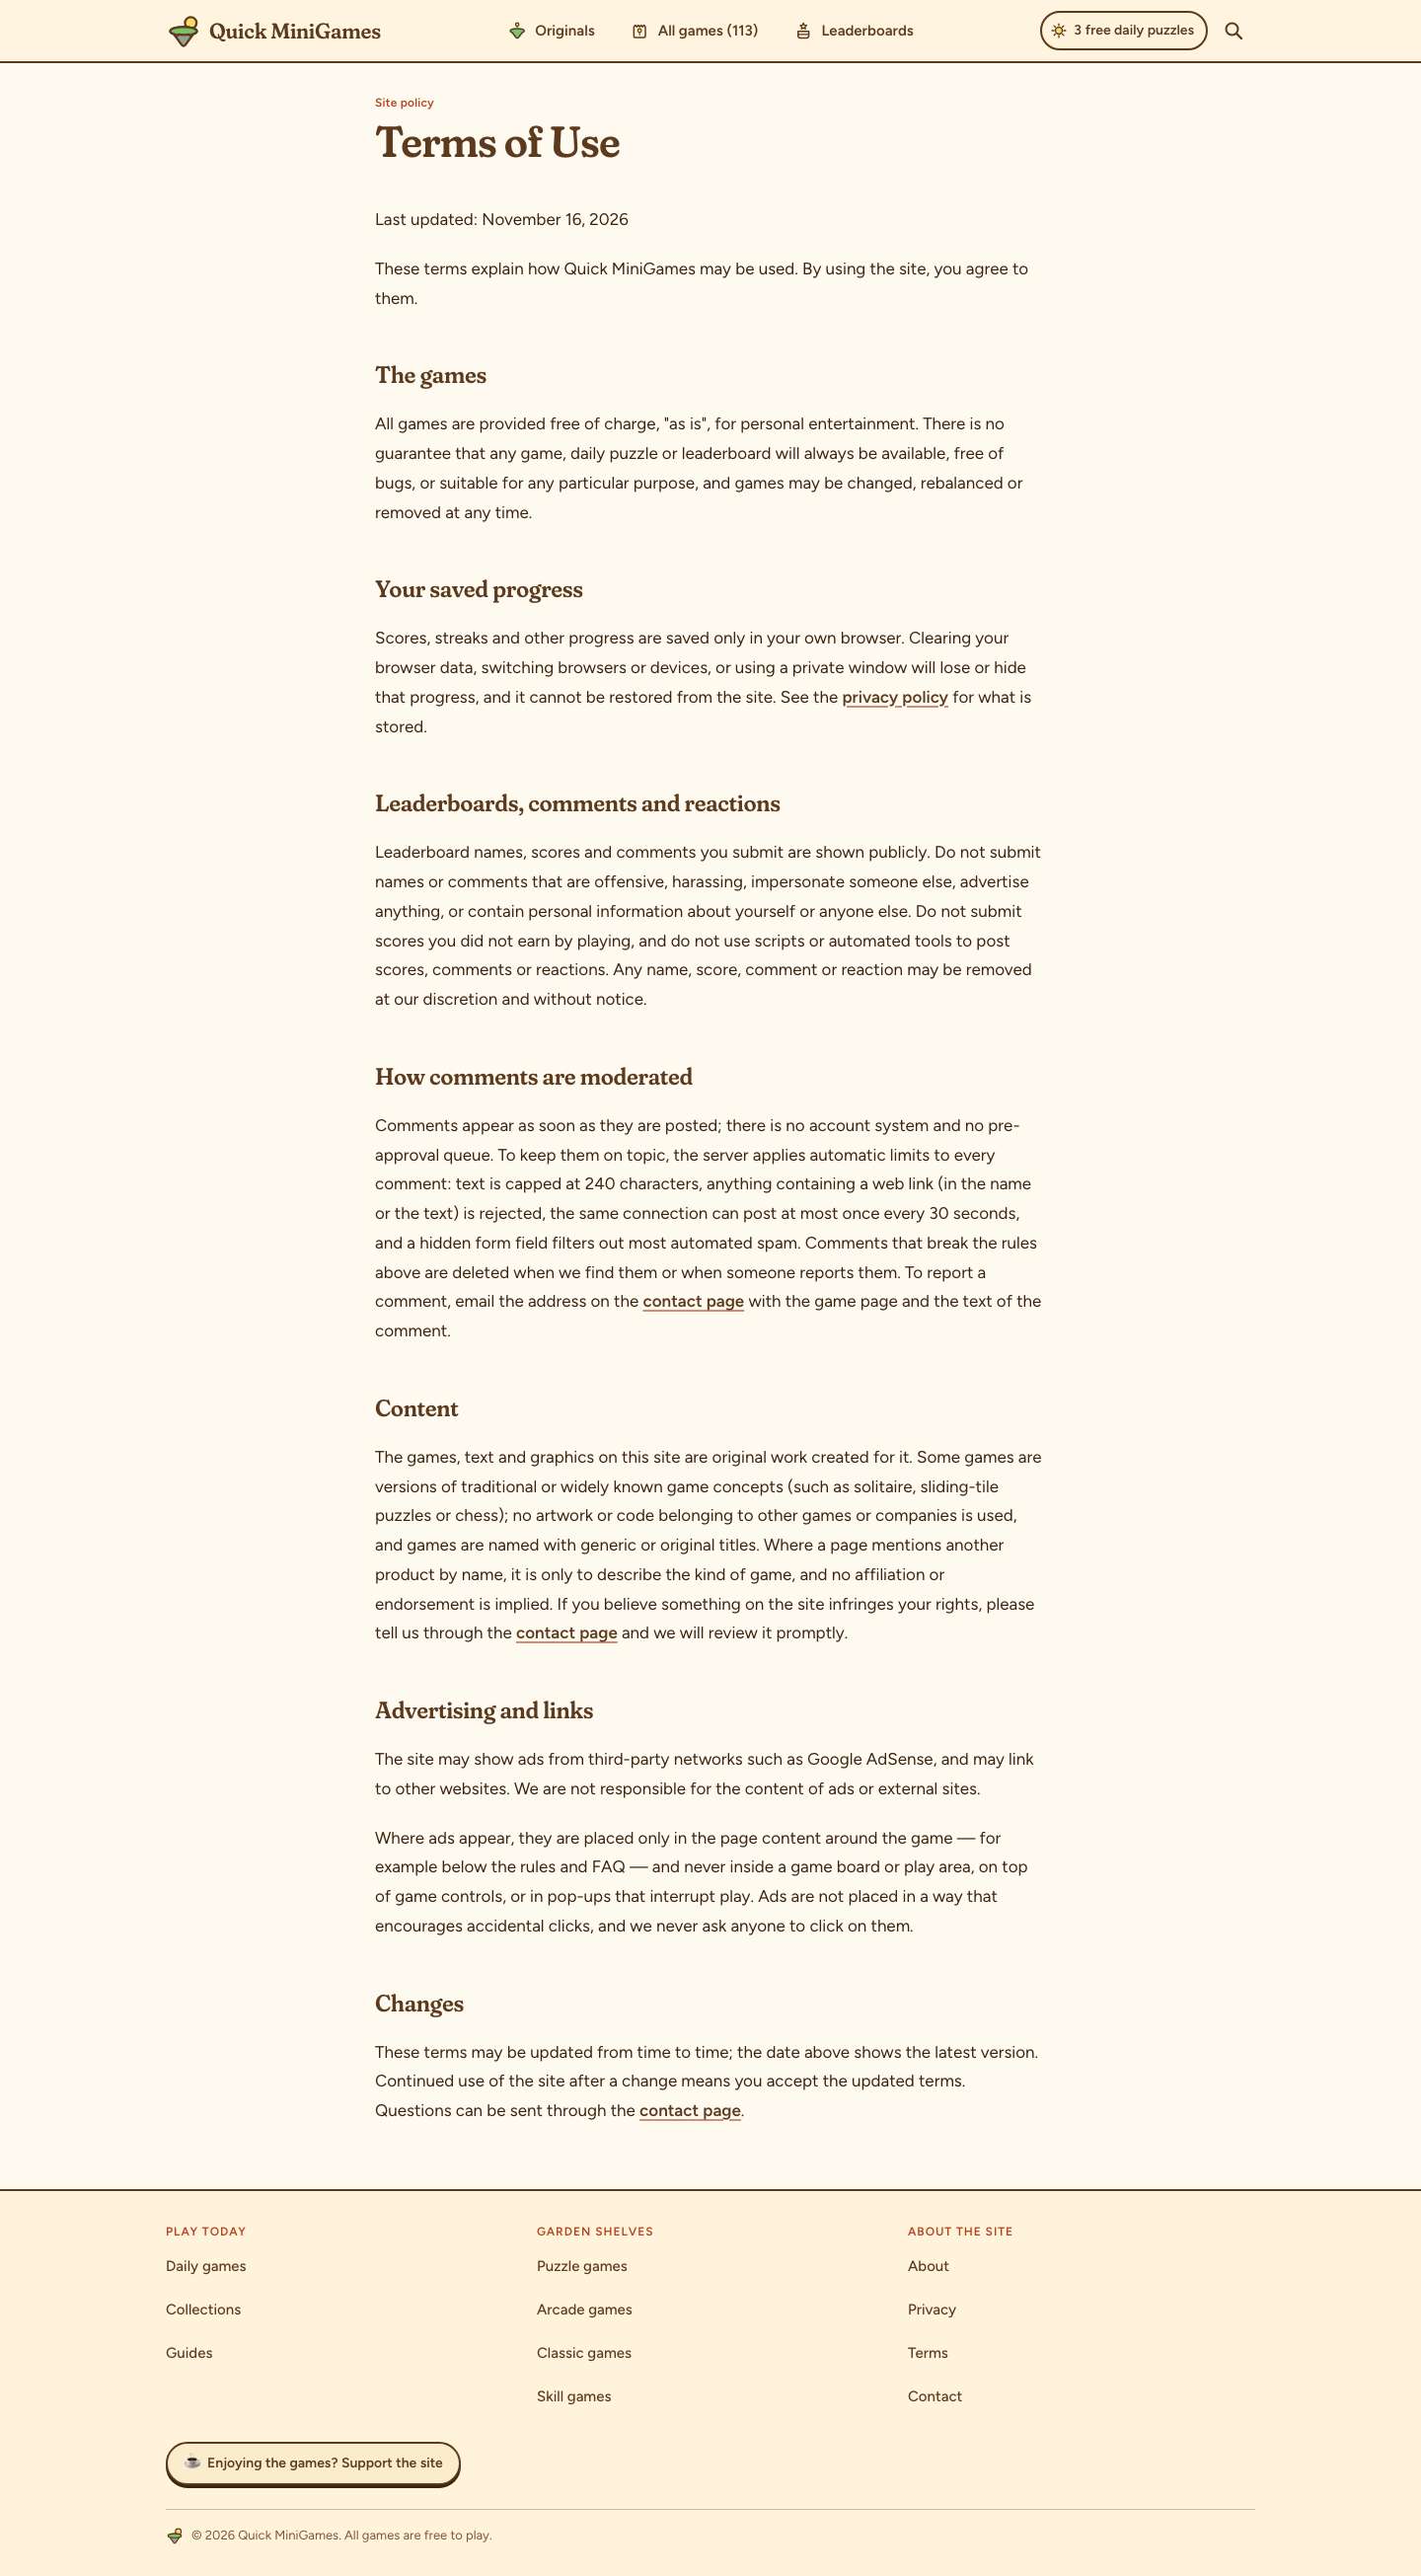 Quick MiniGames
Originals
All games (113)
Leaderboards
3 free daily puzzles
Site policy
Terms of Use
Last updated: November 16, 2026
These terms explain how Quick MiniGames may be used. By using the site, you agree to
them.
The games
All games are provided free of charge, "as is", for personal entertainment. There is no
guarantee that any game, daily puzzle or leaderboard will always be available, free of
bugs, or suitable for any particular purpose, and games may be changed, rebalanced or
removed at any time.
Your saved progress
Scores, streaks and other progress are saved only in your own browser. Clearing your
browser data, switching browsers or devices, or using a private window will lose or hide
that progress, and it cannot be restored from the site. See the privacy policy for what is
stored.
Leaderboards, comments and reactions
Leaderboard names, scores and comments you submit are shown publicly. Do not submit
names or comments that are offensive, harassing, impersonate someone else, advertise
anything, or contain personal information about yourself or anyone else. Do not submit
scores you did not earn by playing, and do not use scripts or automated tools to post
scores, comments or reactions. Any name, score, comment or reaction may be removed
at our discretion and without notice.
How comments are moderated
Comments appear as soon as they are posted; there is no account system and no pre-
approval queue. To keep them on topic, the server applies automatic limits to every
comment: text is capped at 240 characters, anything containing a web link (in the name
or the text) is rejected, the same connection can post at most once every 30 seconds,
and a hidden form field filters out most automated spam. Comments that break the rules
above are deleted when we find them or when someone reports them. To report a
comment, email the address on the contact page with the game page and the text of the
comment.
Content
The games, text and graphics on this site are original work created for it. Some games are
versions of traditional or widely known game concepts (such as solitaire, sliding-tile
puzzles or chess); no artwork or code belonging to other games or companies is used,
and games are named with generic or original titles. Where a page mentions another
product by name, it is only to describe the kind of game, and no affiliation or
endorsement is implied. If you believe something on the site infringes your rights, please
tell us through the contact page and we will review it promptly.
Advertising and links
The site may show ads from third-party networks such as Google AdSense, and may link
to other websites. We are not responsible for the content of ads or external sites.
Where ads appear, they are placed only in the page content around the game — for
example below the rules and FAQ — and never inside a game board or play area, on top
of game controls, or in pop-ups that interrupt play. Ads are not placed in a way that
encourages accidental clicks, and we never ask anyone to click on them.
Changes
These terms may be updated from time to time; the date above shows the latest version.
Continued use of the site after a change means you accept the updated terms.
Questions can be sent through the contact page.
PLAY TODAY
Daily games
Collections
Guides
GARDEN SHELVES
Puzzle games
Arcade games
Classic games
Skill games
ABOUT THE SITE
About
Privacy
Terms
Contact
Enjoying the games? Support the site
© 2026 Quick MiniGames. All games are free to play.